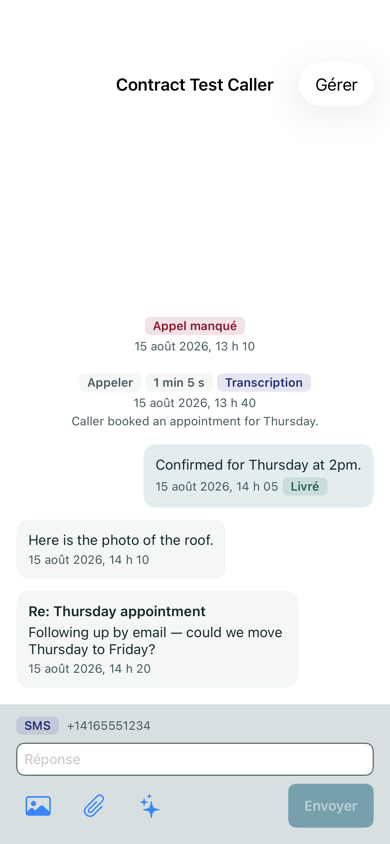 Contract Test Caller
Gérer
Appel manqué
15 août 2026, 13 h 10
Appeler 1 min 5 s Transcription
15 août 2026, 13 h 40
Caller booked an appointment for Thursday.
Confirmed for Thursday at 2pm.
15 août 2026, 14 h 05 Livré
Here is the photo of the roof.
15 août 2026, 14 h 10
Re: Thursday appointment
Following up by email — could we move
Thursday to Friday?
15 août 2026, 14 h 20
SMS +14165551234
Réponse
Envoyer